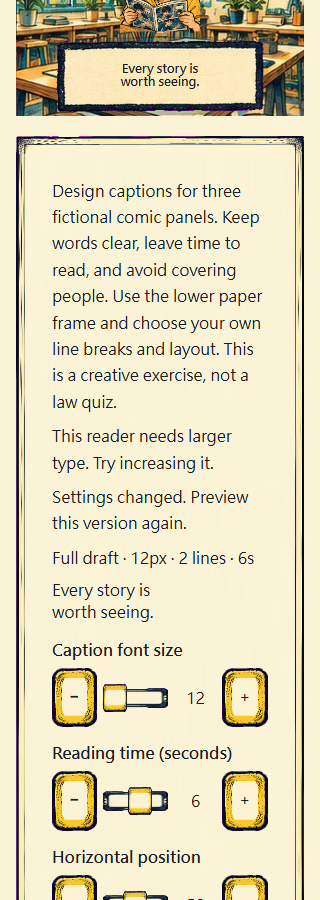 Every story is
worth seeing.
Design captions for three
fictional comic panels. Keep
words clear, leave time to
read, and avoid covering
people. Use the lower paper
frame and choose your own
line breaks and layout. This
is a creative exercise, not a
law quiz.
This reader needs larger
type. Try increasing it.
Settings changed. Preview
this version again.
Full draft · 12px · 2 lines · 6s
Every story is
worth seeing.
Caption font size
− 12 +
Reading time (seconds)
− 6 +
Horizontal position